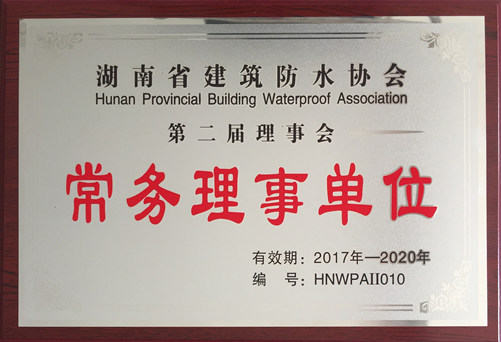 湖南省建筑防水协会
Hunan Provincial Building Waterproof Association
第二届理事会
常务理事单位
有效期：2017年—2020年
编　号：HNWPAII010